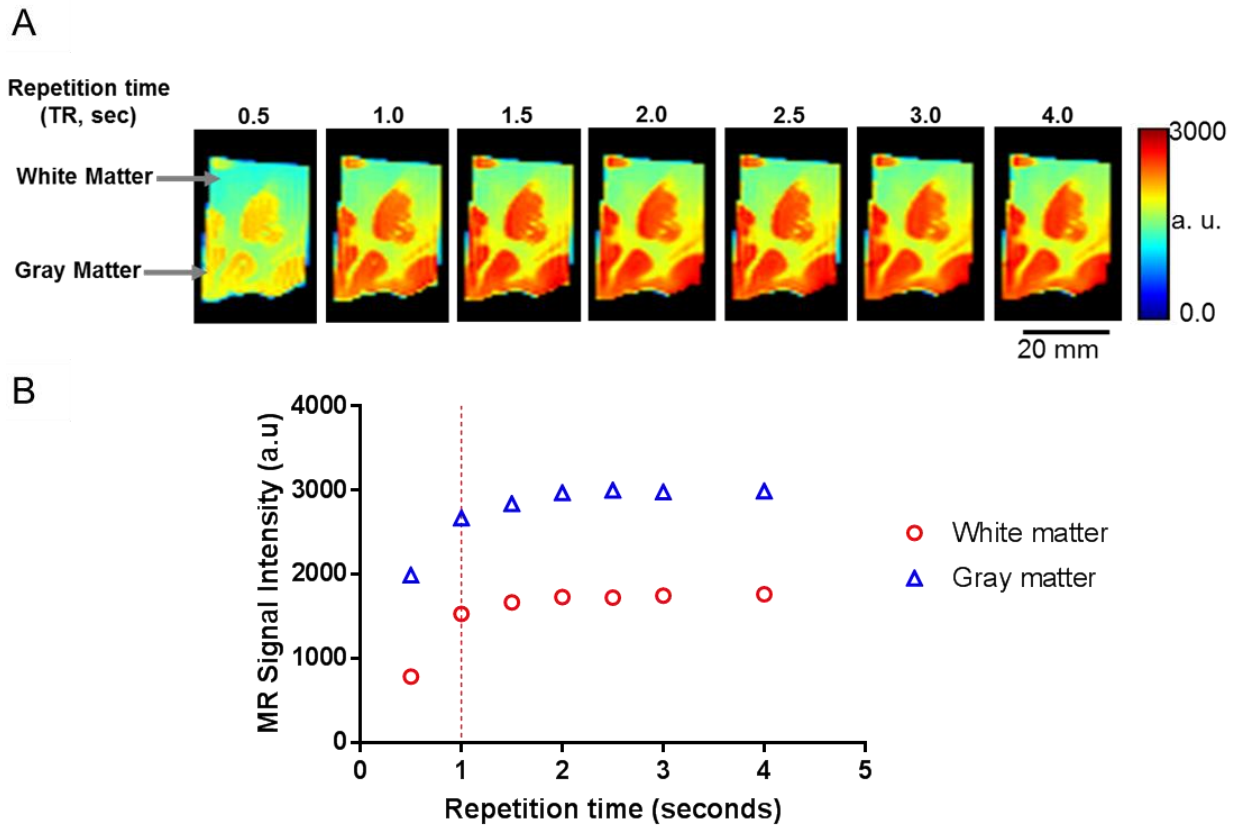 A
Repetition time
(TR, sec)
0.5 1.0 1.5 2.0 2.5 3.0 4.0
White Matter
Gray Matter
3000
a. u.
0.0
20 mm
B
MR Signal Intensity (a.u)
4000
3000
2000
1000
0
0 1 2 3 4 5
Repetition time (seconds)
White matter
Gray matter